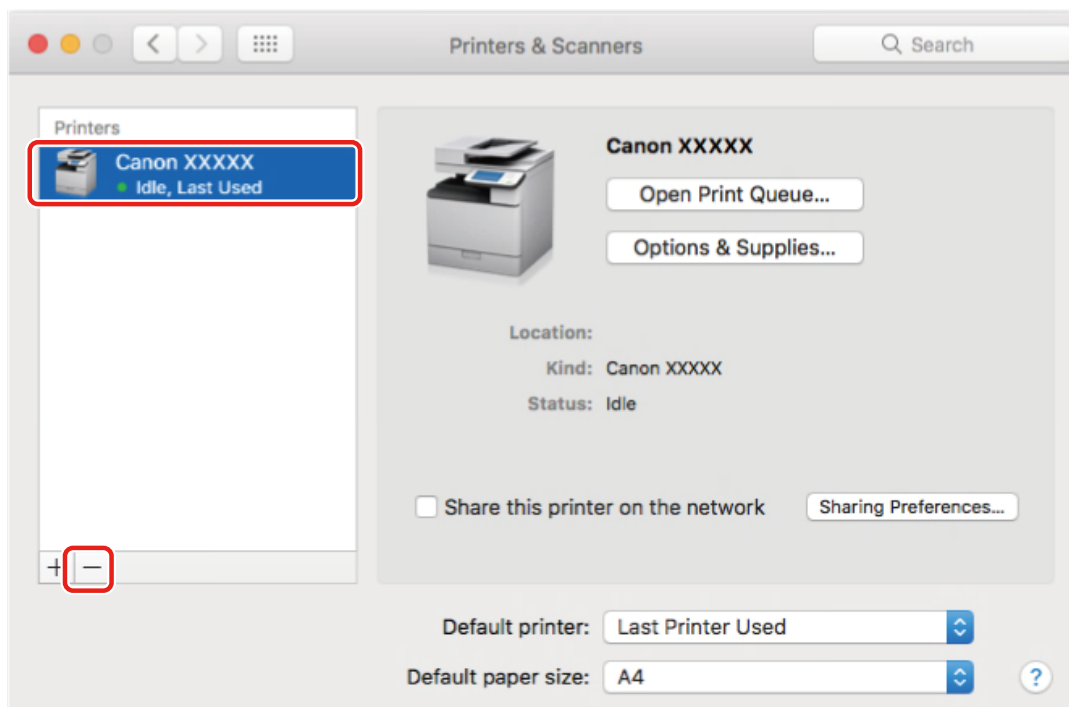 Printers & Scanners
Search
Printers
Canon XXXXX
Idle, Last Used
Canon XXXXX
Open Print Queue...
Options & Supplies...
Location:
Kind: Canon XXXXX
Status: Idle
Share this printer on the network
Sharing Preferences...
+ −
Default printer: Last Printer Used
Default paper size: A4
?